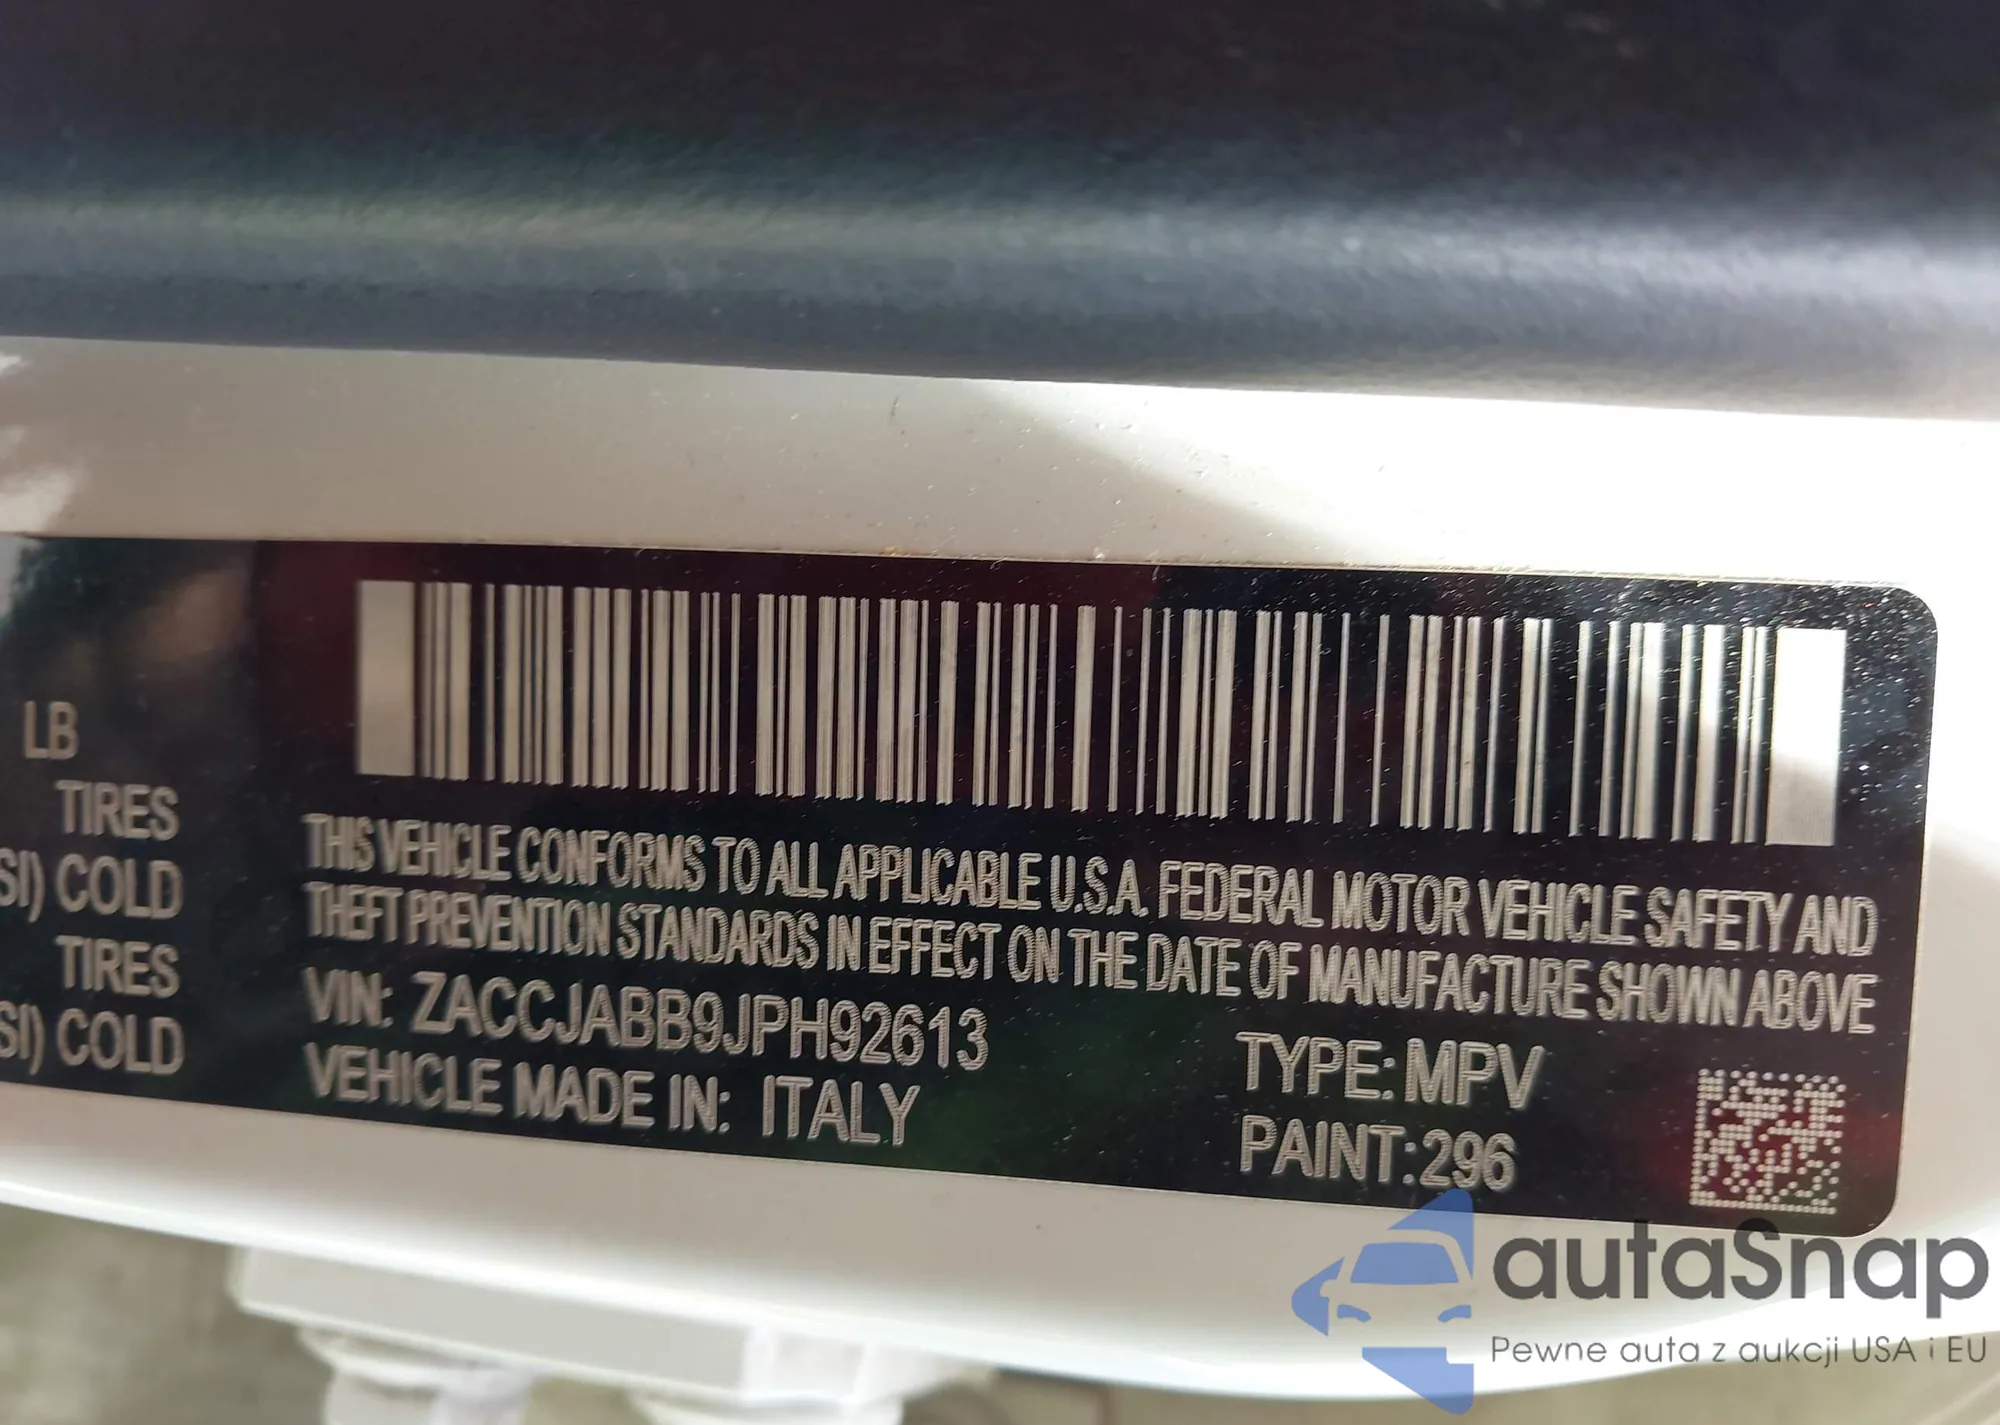 LB
TIRES
SI) COLD
TIRES
SI) COLD
THIS VEHICLE CONFORMS TO ALL APPLICABLE U.S.A. FEDERAL MOTOR VEHICLE SAFETY AND
THEFT PREVENTION STANDARDS IN EFFECT ON THE DATE OF MANUFACTURE SHOWN ABOVE
VIN: ZACCJABB9JPH92613
TYPE: MPV
VEHICLE MADE IN: ITALY
PAINT:296
autaSnap
Pewne auta z aukcji USA i EU